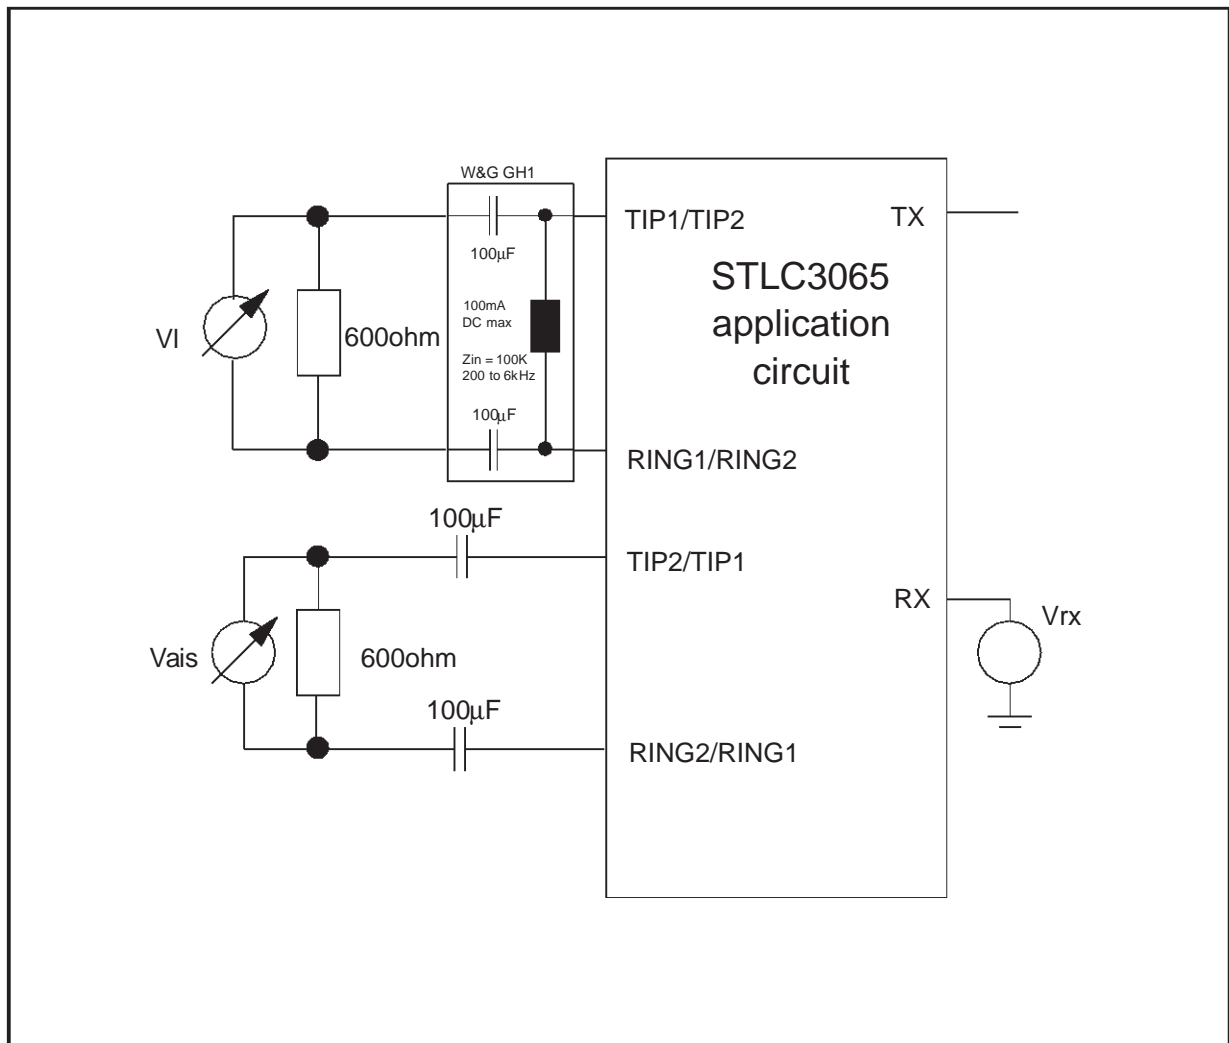 W&G GH1
TIP1/TIP2
TX
100μF
STLC3065
application
circuit
VI
600ohm
100mA
DC max
Zin = 100K
200 to 6kHz
100μF
RING1/RING2
100μF
TIP2/TIP1
RX
Vrx
Vais
600ohm
100μF
RING2/RING1